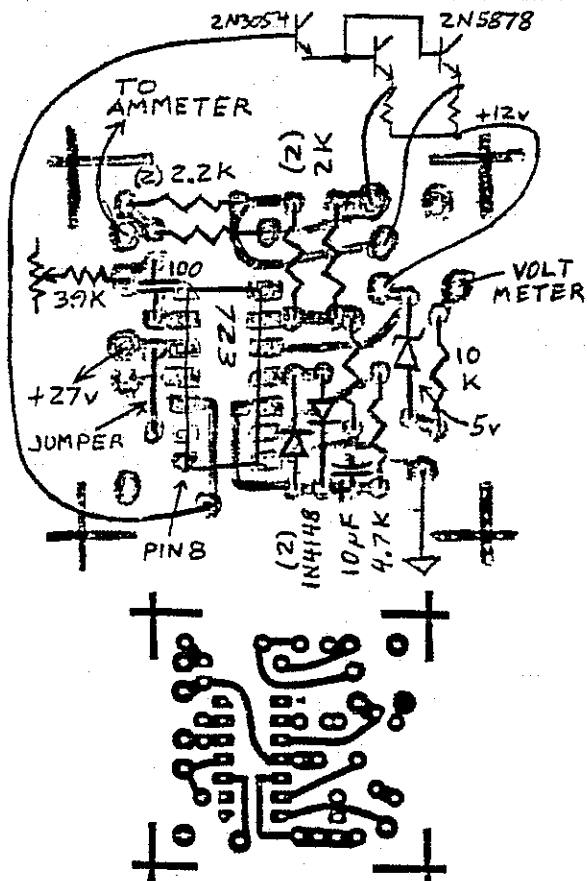 2N3054
2N5878
TO
AMMETER
+12v
(2) 2.2K
(2)
2K
3.9K
100
723
VOLT
METER
+27v
10
K
5v
JUMPER
PIN 8
(2)
1N4148
10µF
4.7K